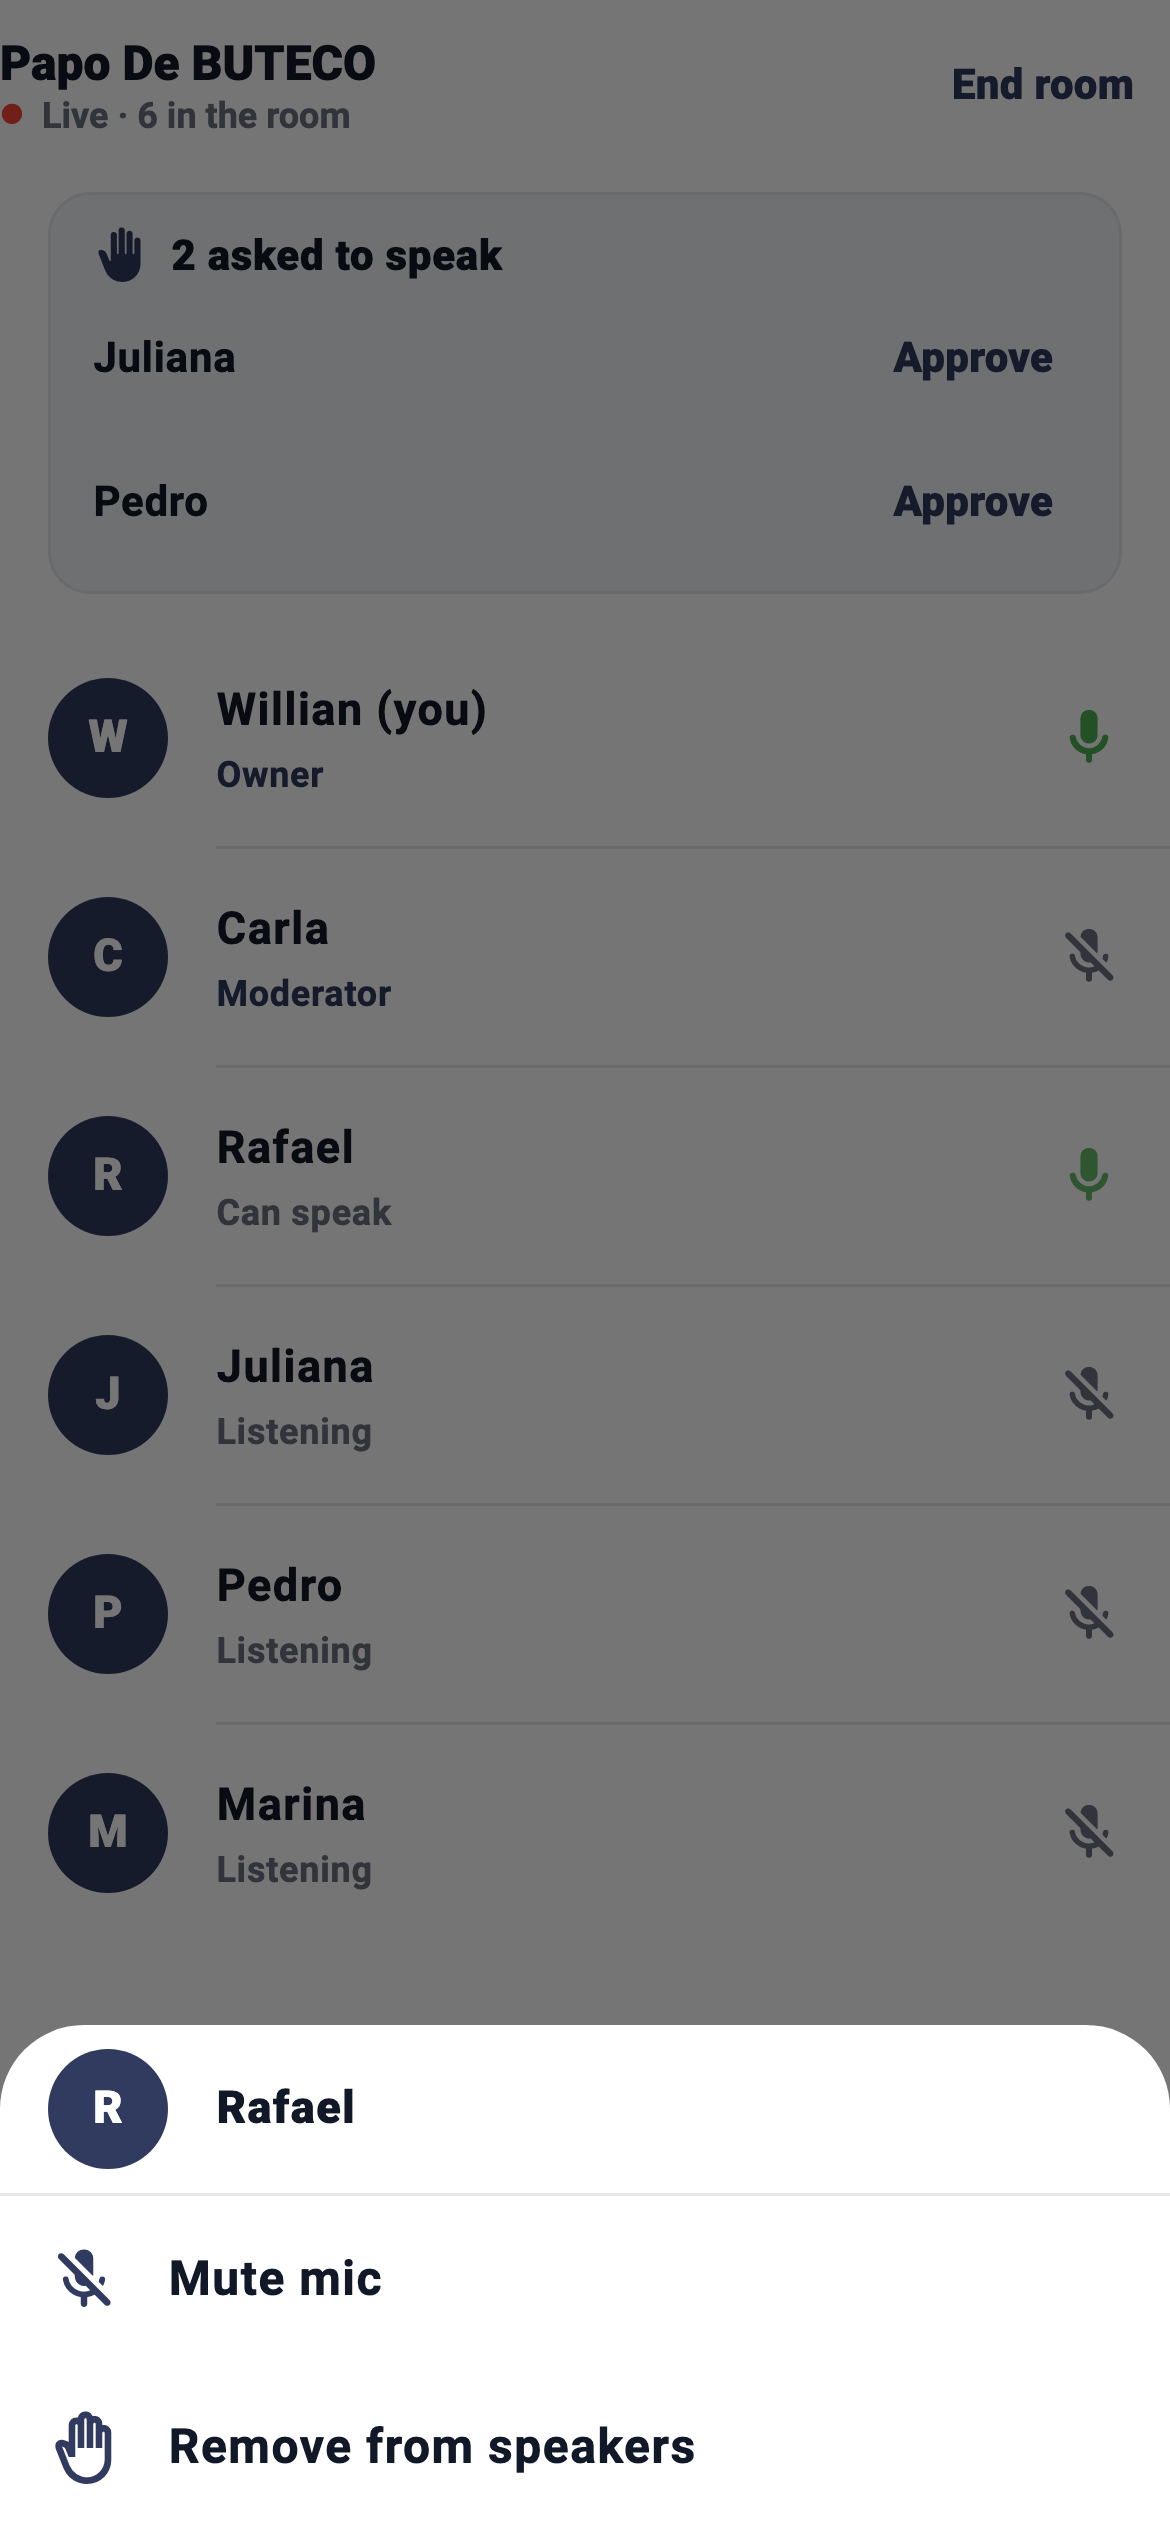 Papo De BUTECO
Live · 6 in the room
End room
2 asked to speak
Juliana
Approve
Pedro
Approve
W
Willian (you)
Owner
C
Carla
Moderator
R
Rafael
Can speak
J
Juliana
Listening
P
Pedro
Listening
M
Marina
Listening
R
Rafael
Mute mic
Remove from speakers